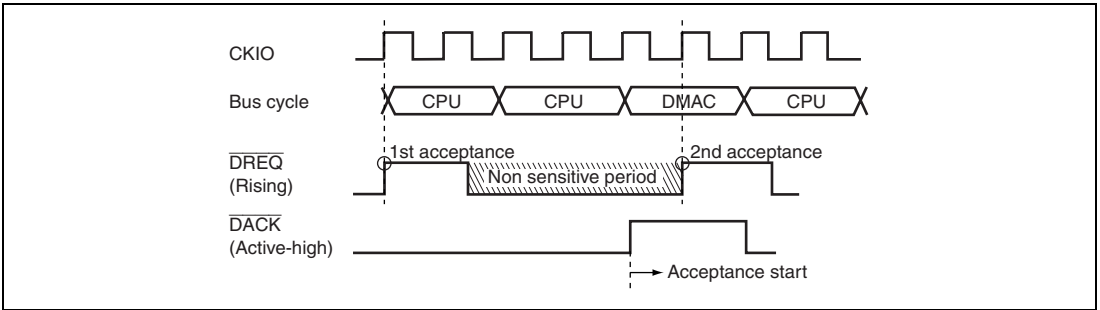 CKIO
Bus cycle
CPU
CPU
DMAC
CPU
DREQ
(Rising)
1st acceptance
Non sensitive period
2nd acceptance
DACK
(Active-high)
Acceptance start